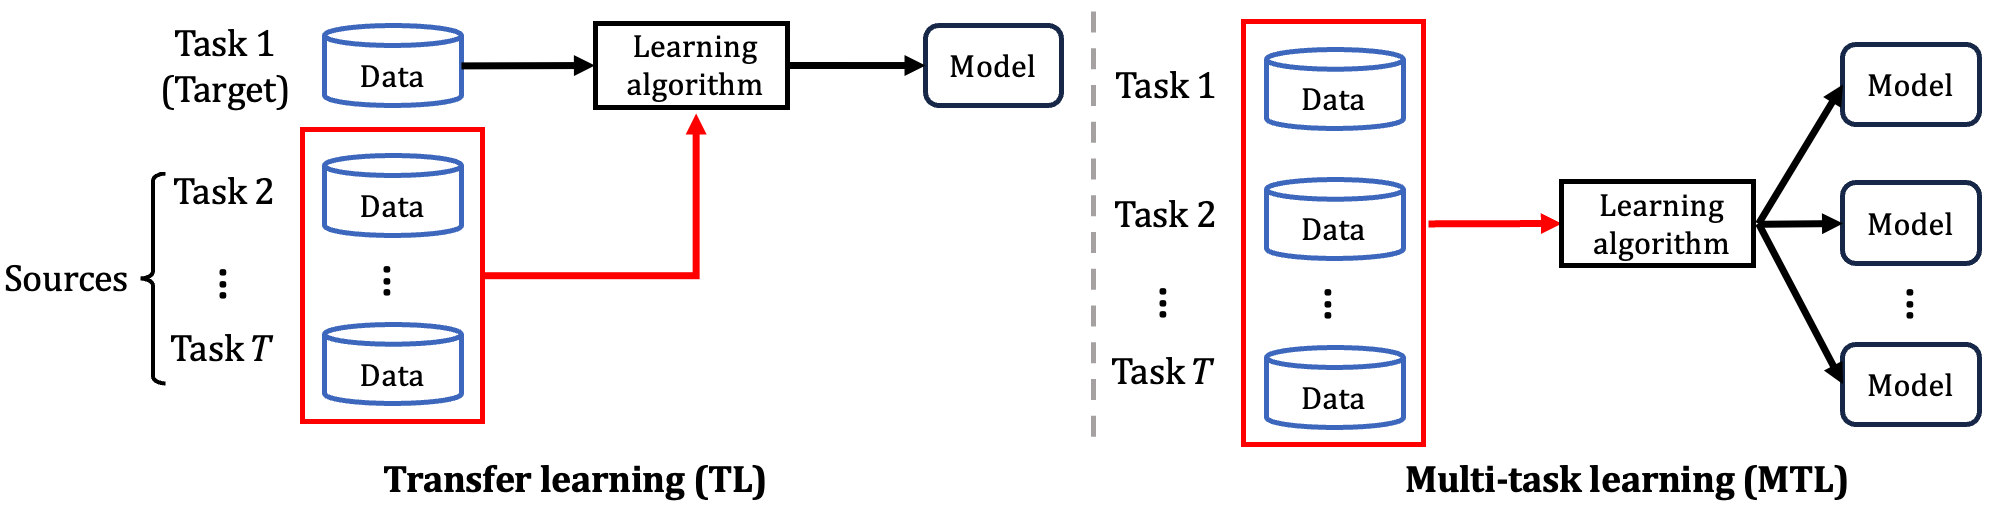 Task 1
(Target)
Data
Learning
algorithm
Model
Sources
Task 2
Data
Task T
Data
Transfer learning (TL)
Task 1
Data
Model
Task 2
Data
Learning
algorithm
Model
Task T
Data
Model
Multi-task learning (MTL)